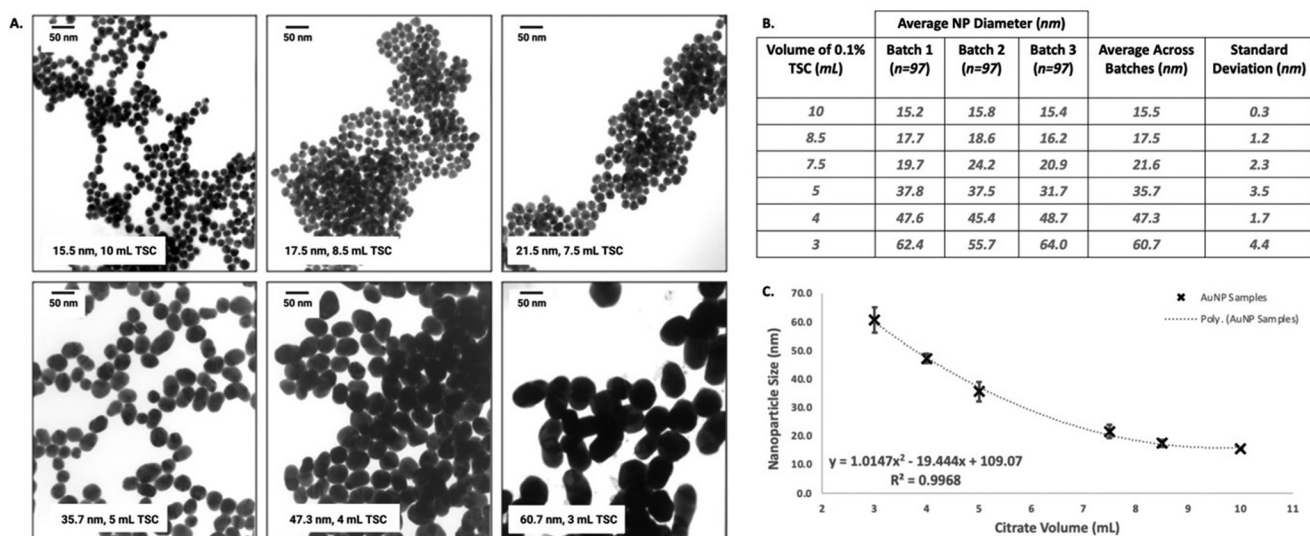 A.
50 nm
50 nm
50 nm
15.5 nm, 10 mL TSC
17.5 nm, 8.5 mL TSC
21.5 nm, 7.5 mL TSC
50 nm
50 nm
50 nm
35.7 nm, 5 mL TSC
47.3 nm, 4 mL TSC
60.7 nm, 3 mL TSC
B.
Average NP Diameter (nm)
Volume of 0.1% TSC (mL) Batch 1 (n=97) Batch 2 (n=97) Batch 3 (n=97) Average Across Batches (nm) Standard Deviation (nm)
10 15.2 15.8 15.4 15.5 0.3
8.5 17.7 18.6 16.2 17.5 1.2
7.5 19.7 24.2 20.9 21.6 2.3
5 37.8 37.5 31.7 35.7 3.5
4 47.6 45.4 48.7 47.3 1.7
3 62.4 55.7 64.0 60.7 4.4
C.
Nanoparticle Size (nm)
70.0
60.0
50.0
40.0
30.0
20.0
10.0
0.0
AuNP Samples
Poly. (AuNP Samples)
y = 1.0147x² - 19.444x + 109.07
R² = 0.9968
2 3 4 5 6 7 8 9 10 11
Citrate Volume (mL)